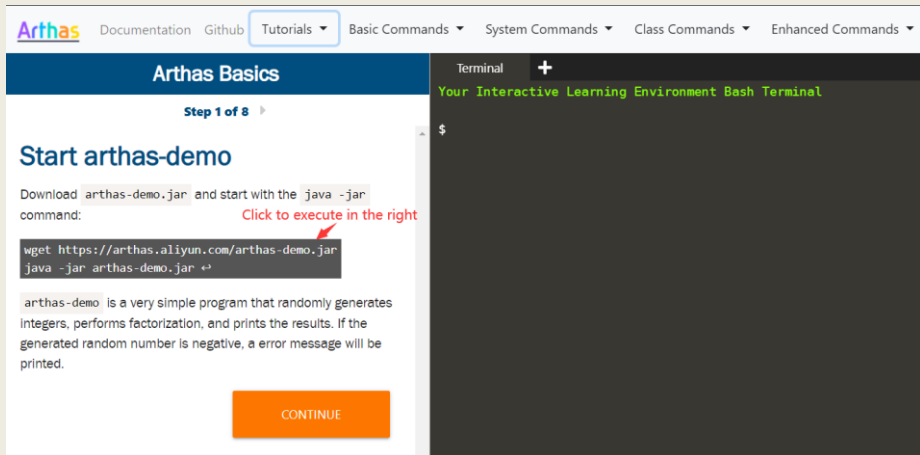 Arthas Documentation Github Tutorials Basic Commands System Commands Class Commands Enhanced Commands
Arthas Basics
Step 1 of 8
Start arthas-demo
Download arthas-demo.jar and start with the java -jar
command:
Click to execute in the right
wget https://arthas.aliyun.com/arthas-demo.jar
java -jar arthas-demo.jar ↩
arthas-demo is a very simple program that randomly generates
integers, performs factorization, and prints the results. If the
generated random number is negative, a error message will be
printed.
CONTINUE
Terminal +
Your Interactive Learning Environment Bash Terminal
$